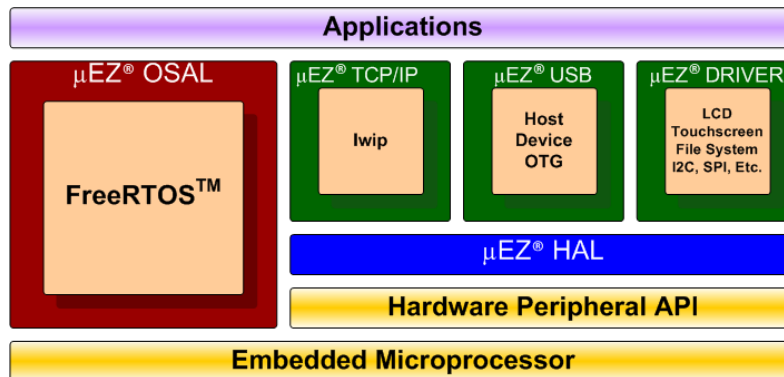 Applications
µEZ® OSAL
FreeRTOS™
µEZ® TCP/IP
lwip
µEZ® USB
Host
Device
OTG
µEZ® DRIVER
LCD
Touchscreen
File System
I2C, SPI, Etc.
µEZ® HAL
Hardware Peripheral API
Embedded Microprocessor